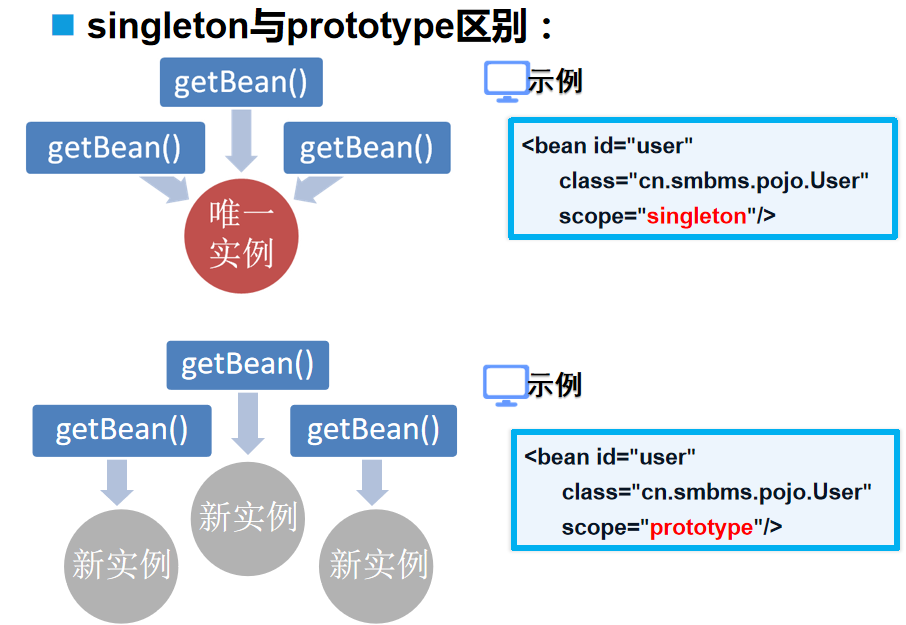 singleton与prototype区别：
getBean()
getBean()
getBean()
唯一
实例
示例
<bean id="user"
class="cn.smbms.pojo.User"
scope="singleton"/>
getBean()
getBean()
getBean()
新实例
新实例
新实例
示例
<bean id="user"
class="cn.smbms.pojo.User"
scope="prototype"/>